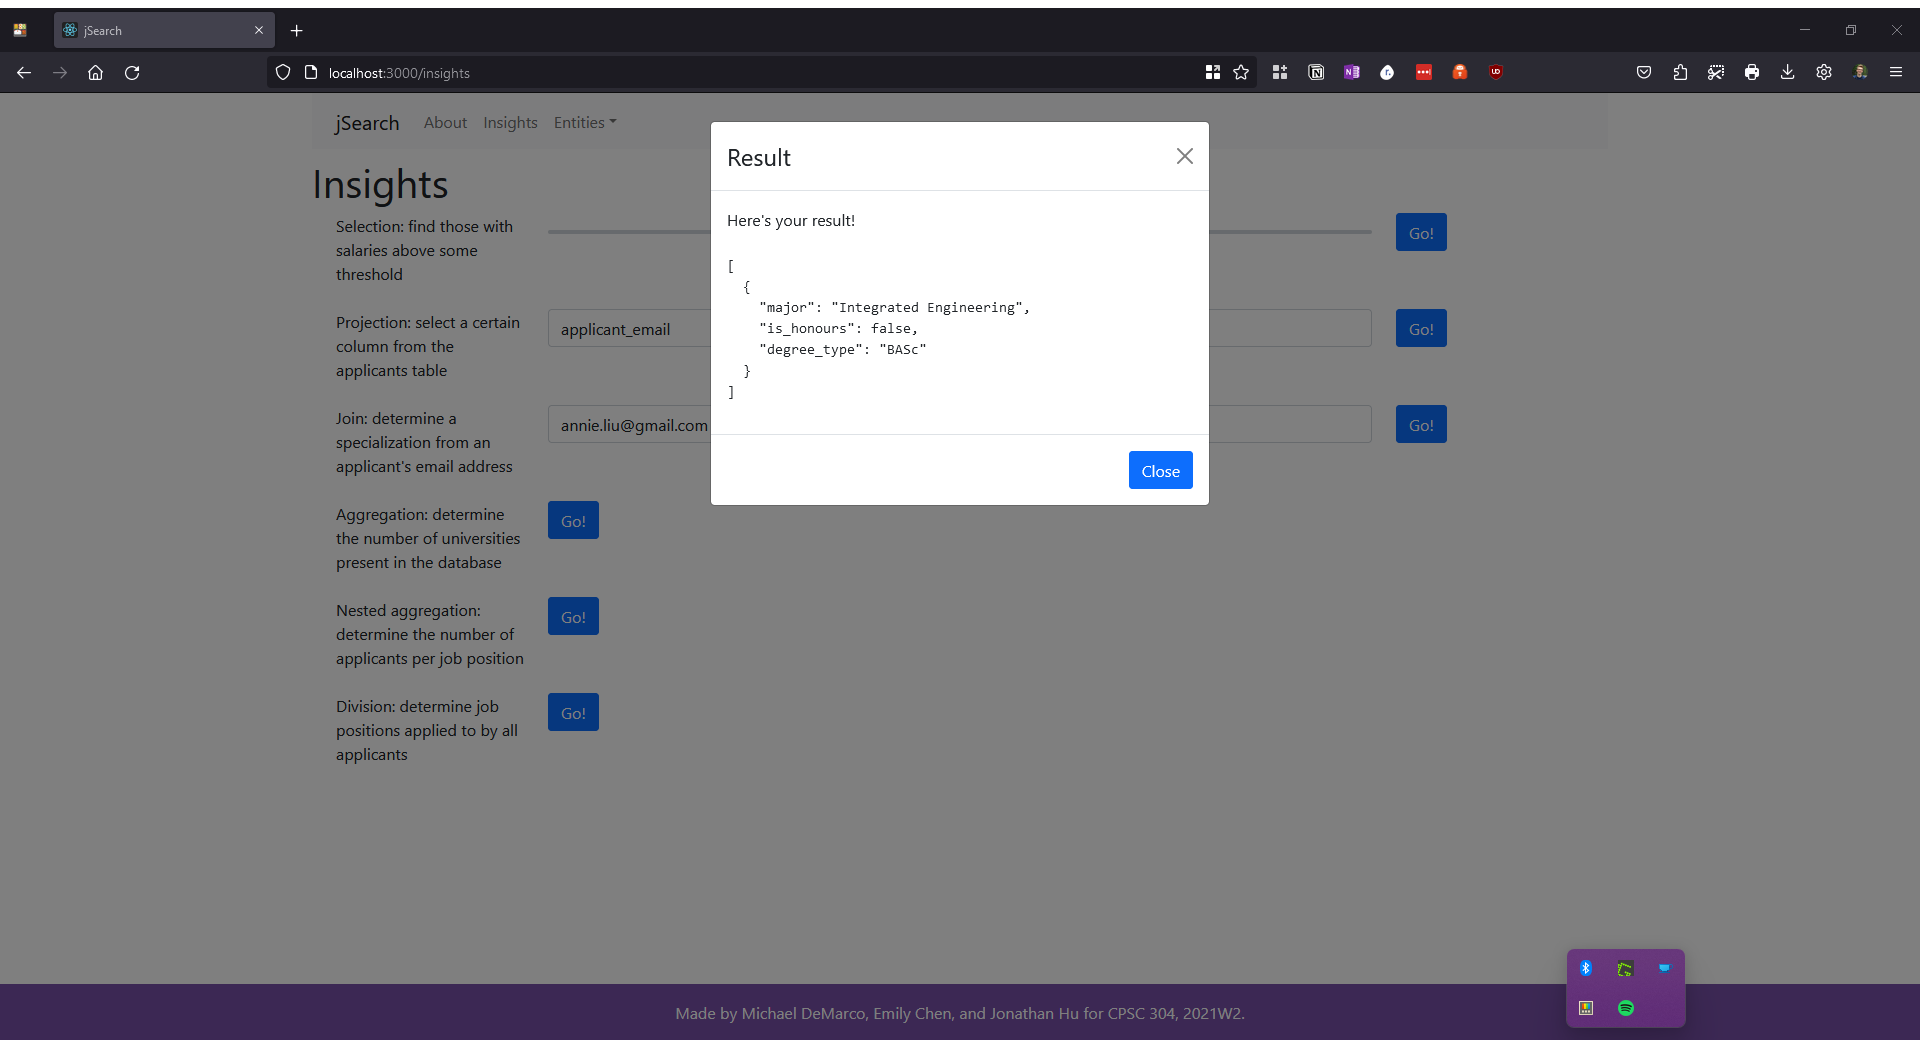 jSearch
localhost:3000/insights
jSearch About Insights Entities
Insights
Selection: find those with
salaries above some
threshold
Go!
Projection: select a certain
column from the
applicants table
applicant_email
Go!
Join: determine a
specialization from an
applicant's email address
annie.liu@gmail.com
Go!
Aggregation: determine
the number of universities
present in the database
Go!
Nested aggregation:
determine the number of
applicants per job position
Go!
Division: determine job
positions applied to by all
applicants
Go!
Result
Here's your result!
[
{
"major": "Integrated Engineering",
"is_honours": false,
"degree_type": "BASc"
}
]
Close
Made by Michael DeMarco, Emily Chen, and Jonathan Hu for CPSC 304, 2021W2.